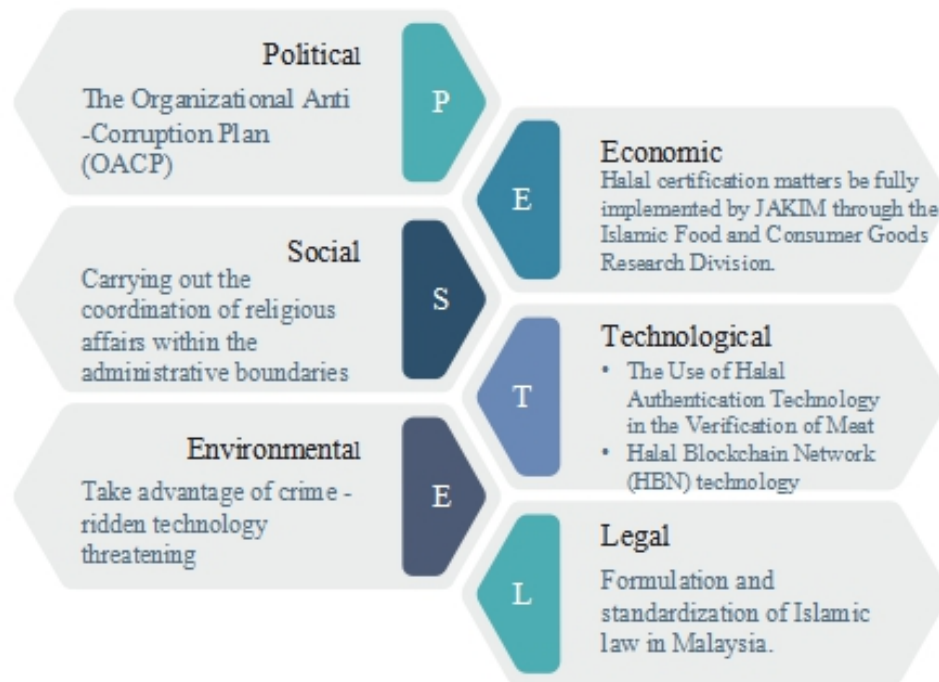 Political
The Organizational Anti
-Corruption Plan
(OACP)
P
E
Economic
Halal certification matters be fully
implemented by JAKIM through the
Islamic Food and Consumer Goods
Research Division.
Social
Carrying out the
coordination of religious
affairs within the
administrative boundaries
S
T
Technological
• The Use of Halal
Authentication Technology
in the Verification of Meat
• Halal Blockchain Network
(HBN) technology
Environmental
Take advantage of crime -
ridden technology
threatening
E
L
Legal
Formulation and
standardization of Islamic
law in Malaysia.